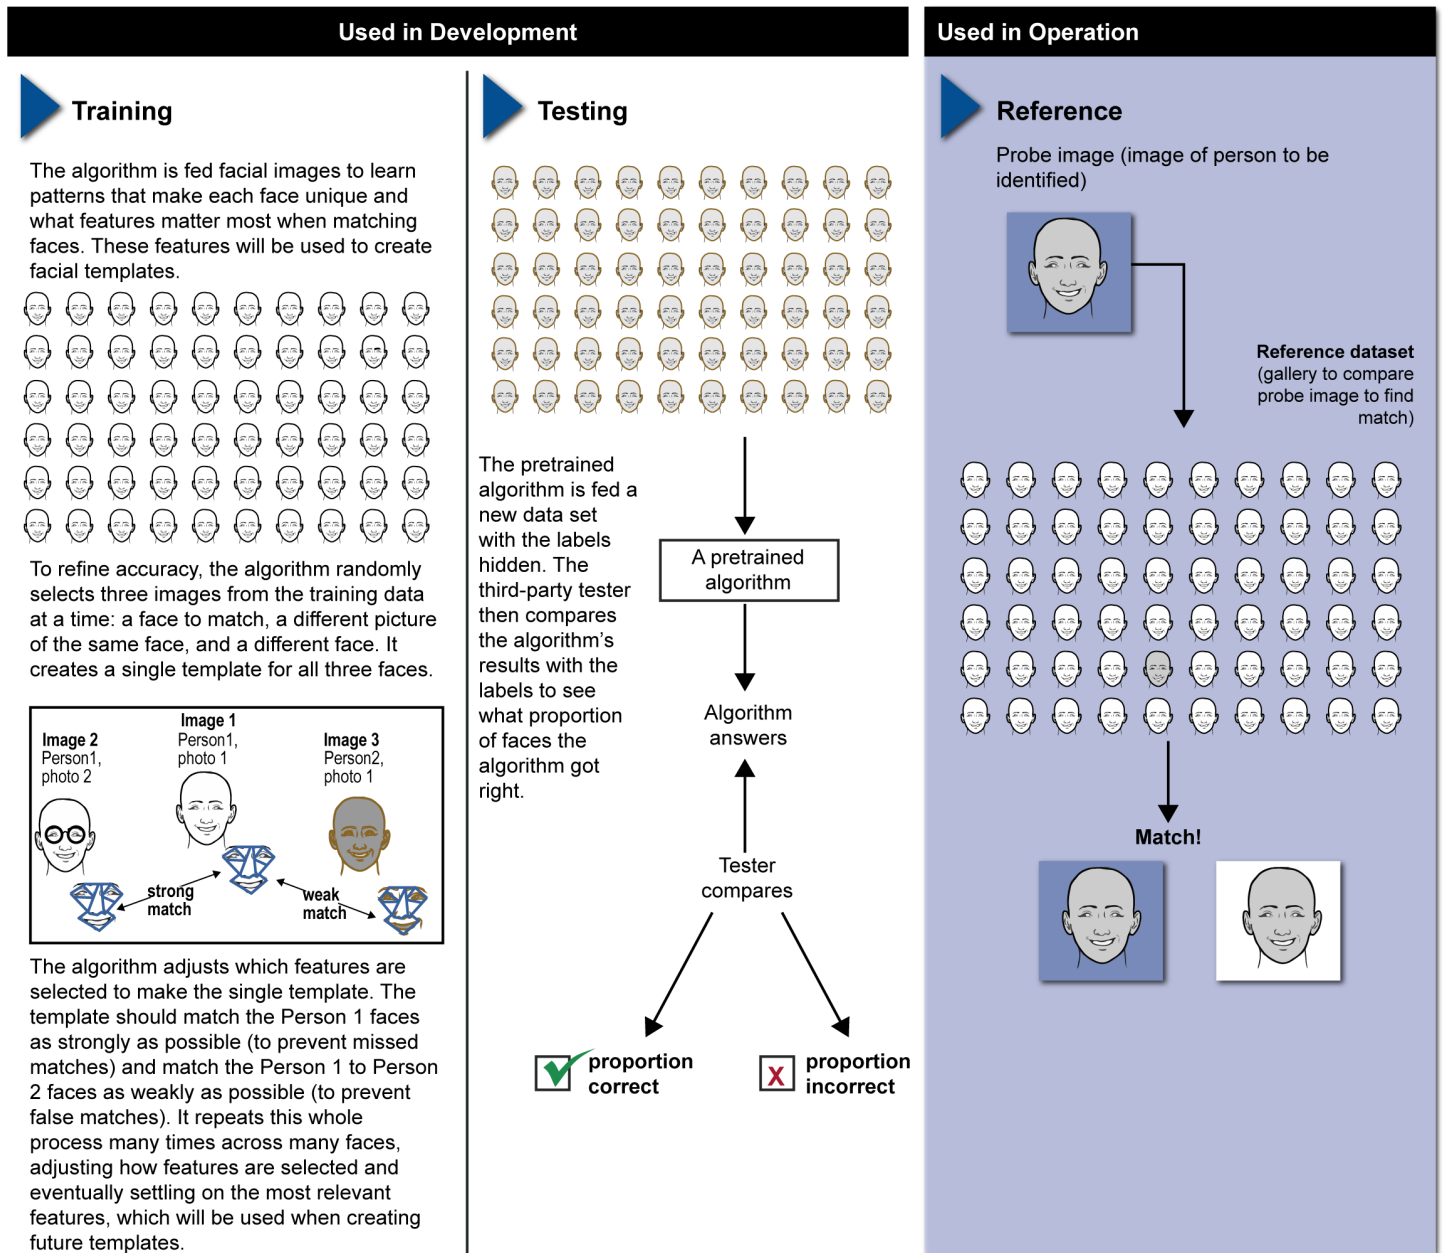 Used in Development
Used in Operation
Training
The algorithm is fed facial images to learn
patterns that make each face unique and
what features matter most when matching
faces. These features will be used to create
facial templates.
To refine accuracy, the algorithm randomly
selects three images from the training data
at a time: a face to match, a different picture
of the same face, and a different face. It
creates a single template for all three faces.
Image 1
Person1,
photo 1
Image 2
Person1,
photo 2
Image 3
Person2,
photo 1
strong
match
weak
match
The algorithm adjusts which features are
selected to make the single template. The
template should match the Person 1 faces
as strongly as possible (to prevent missed
matches) and match the Person 1 to Person
2 faces as weakly as possible (to prevent
false matches). It repeats this whole
process many times across many faces,
adjusting how features are selected and
eventually settling on the most relevant
features, which will be used when creating
future templates.
Testing
The pretrained
algorithm is fed a
new data set
with the labels
hidden. The
third-party tester
then compares
the algorithm’s
results with the
labels to see
what proportion
of faces the
algorithm got
right.
A pretrained
algorithm
Algorithm
answers
Tester
compares
proportion
correct
X
proportion
incorrect
Reference
Probe image (image of person to be
identified)
Reference dataset
(gallery to compare
probe image to find
match)
Match!